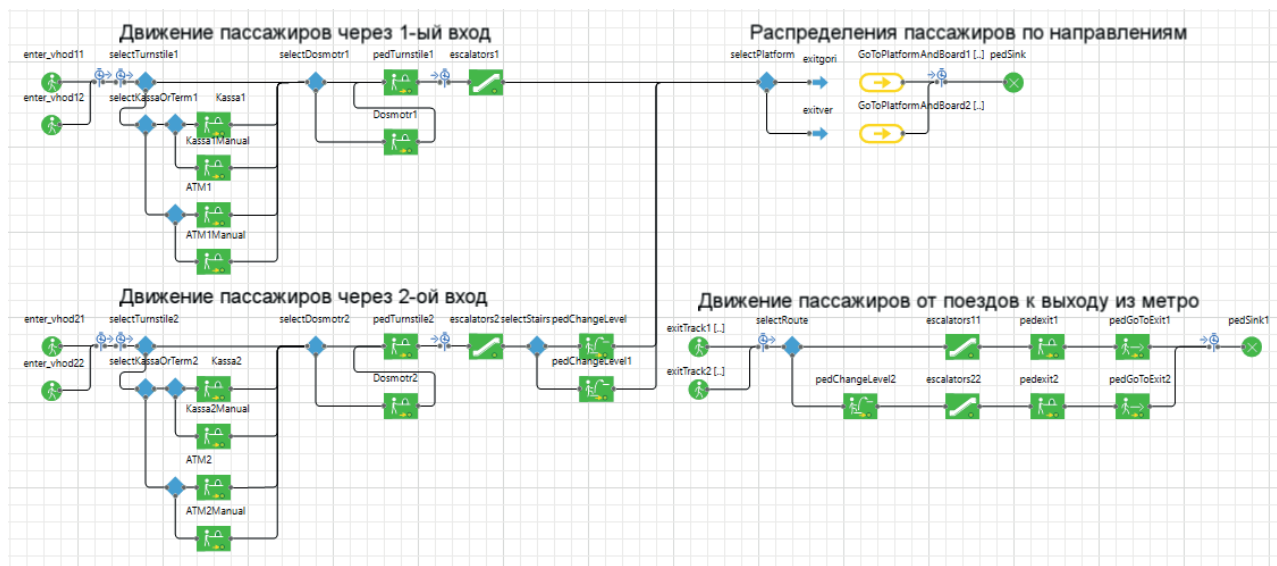 Движение пассажиров через 1-ый вход
enter_vhod11
selectTurnstile1
selectDosmotr1
pedTurnstile1
escalators1
enter_vhod12
selectKassaOrTerm1
Kassa1
Dosmotr1
Kassa1Manual
ATM1
ATM1Manual
Распределения пассажиров по направлениям
selectPlatform
exitgori
GoToPlatformAndBoard1 [..]
pedSink
exitver
GoToPlatformAndBoard2 [..]
Движение пассажиров через 2-ой вход
enter_vhod21
selectTurnstile2
selectDosmotr2
pedTurnstile2
escalators2
selectStairs
pedChangeLevel
enter_vhod22
selectKassaOrTerm2
Kassa2
Dosmotr2
pedChangeLevel1
Kassa2Manual
ATM2
ATM2Manual
Движение пассажиров от поездов к выходу из метро
exitTrack1 [..]
selectRoute
escalators11
pedexit1
pedGoToExit1
pedSink1
exitTrack2 [..]
pedChangeLevel2
escalators22
pedexit2
pedGoToExit2